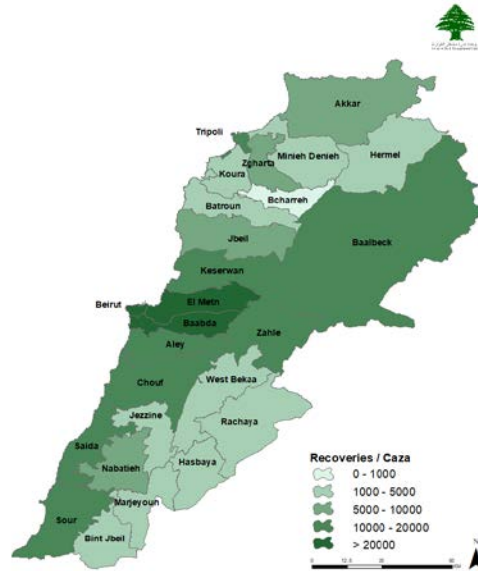 Akkar
Tripoli
Zgharta
Minieh Denieh
Hermel
Koura
Bcharreh
Batroun
Jbeil
Baalbeck
Keserwan
Beirut
El Metn
Baabda
Zahle
Aley
Chouf
West Bekaa
Jezzine
Rachaya
Saida
Hasbaya
Nabatieh
Marjeyoun
Sour
Bint Jbeil
Recoveries / Caza
0 - 1000
1000 - 5000
5000 - 10000
10000 - 20000
> 20000
N